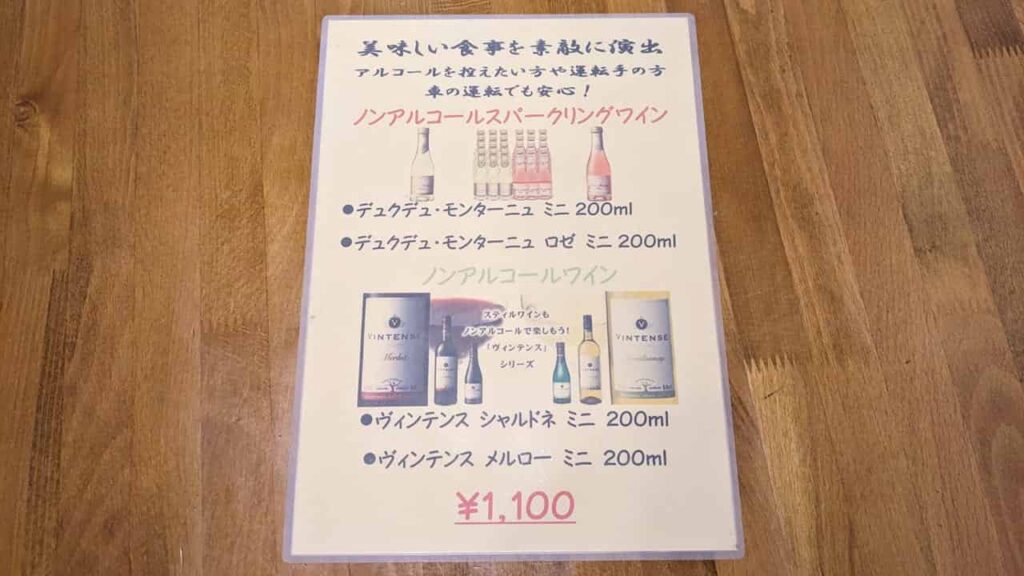 美味しい食事を素敵に演出
アルコールを控えたい方や運転手の方
車の運転でも安心！
ノンアルコールスパークリングワイン
●デュクデュ・モンターニュ ミニ 200ml
●デュクデュ・モンターニュ ロゼ ミニ 200ml
ノンアルコールワイン
スティルワインも
ノンアルコールで楽しもう！
「ヴィンテンス」
シリーズ
V
VINTENSE
Merlot
VINTENSE
●ヴィンテンス シャルドネ ミニ 200ml
●ヴィンテンス メルロー ミニ 200ml
¥1,100